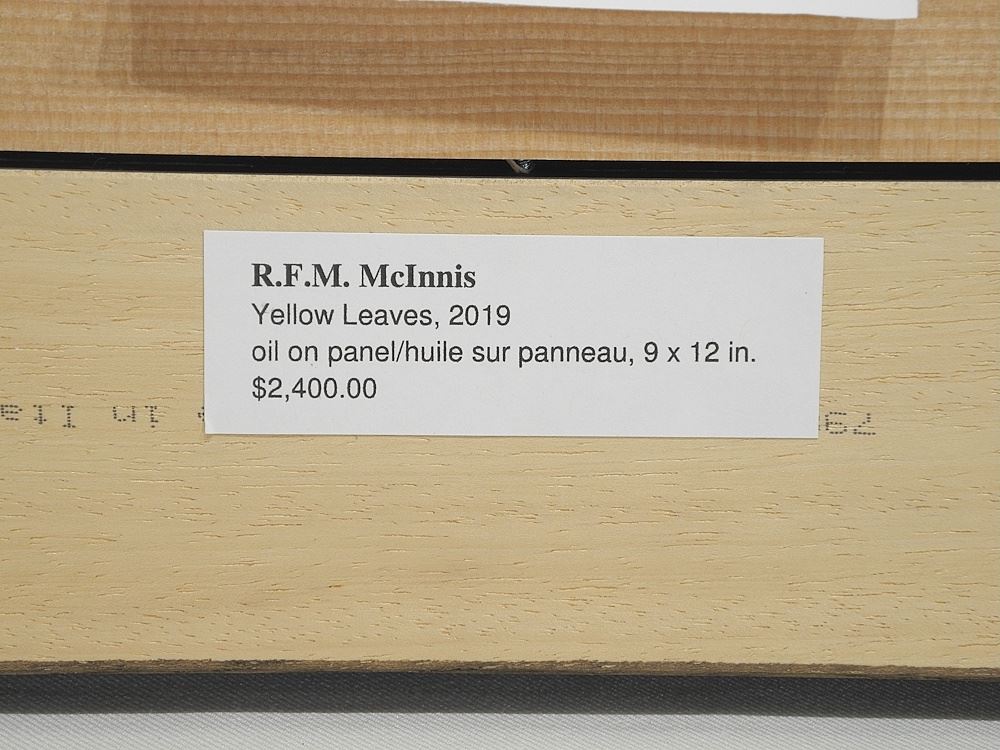 R.F.M. McInnis
Yellow Leaves, 2019
oil on panel/huile sur panneau, 9 x 12 in.
$2,400.00